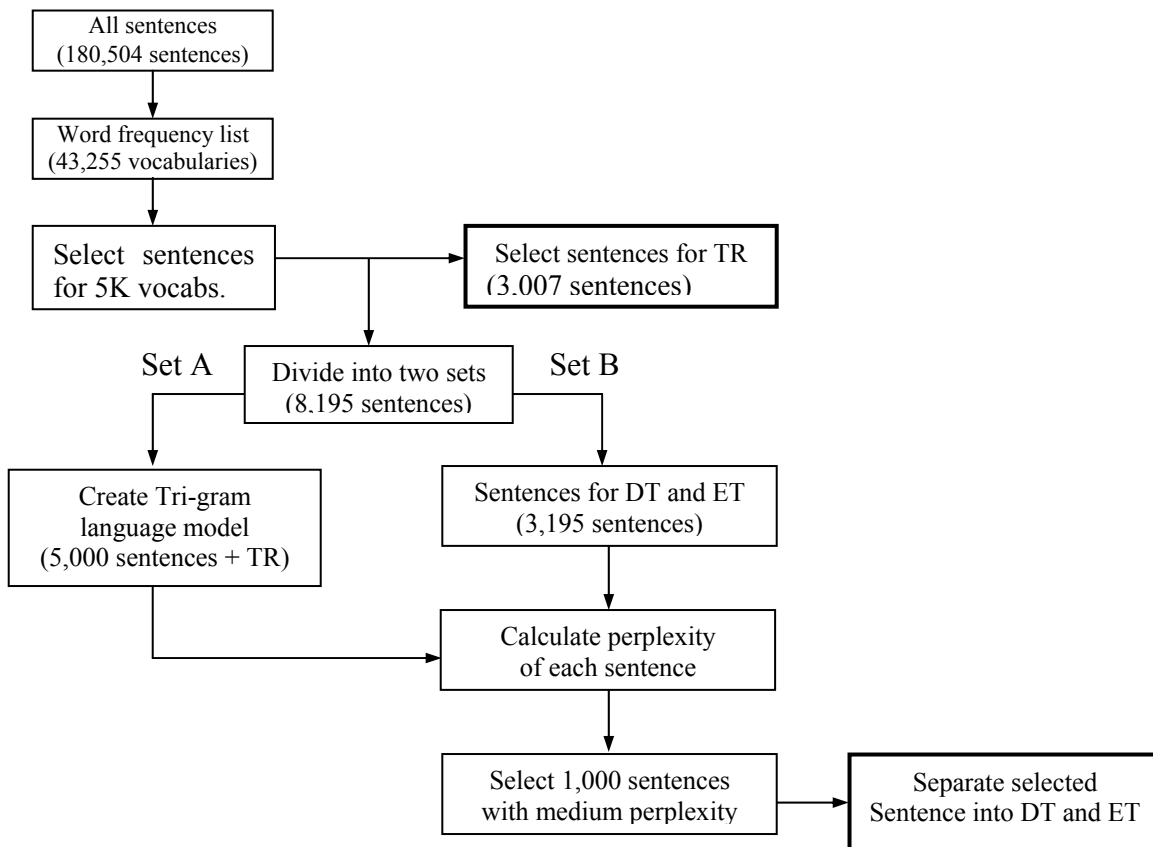 All sentences
(180,504 sentences)
Word frequency list
(43,255 vocabularies)
Select sentences
for 5K vocabs.
Select sentences for TR
(3,007 sentences)
Set A
Divide into two sets
(8,195 sentences)
Set B
Create Tri-gram
language model
(5,000 sentences + TR)
Sentences for DT and ET
(3,195 sentences)
Calculate perplexity
of each sentence
Select 1,000 sentences
with medium perplexity
Separate selected
Sentence into DT and ET